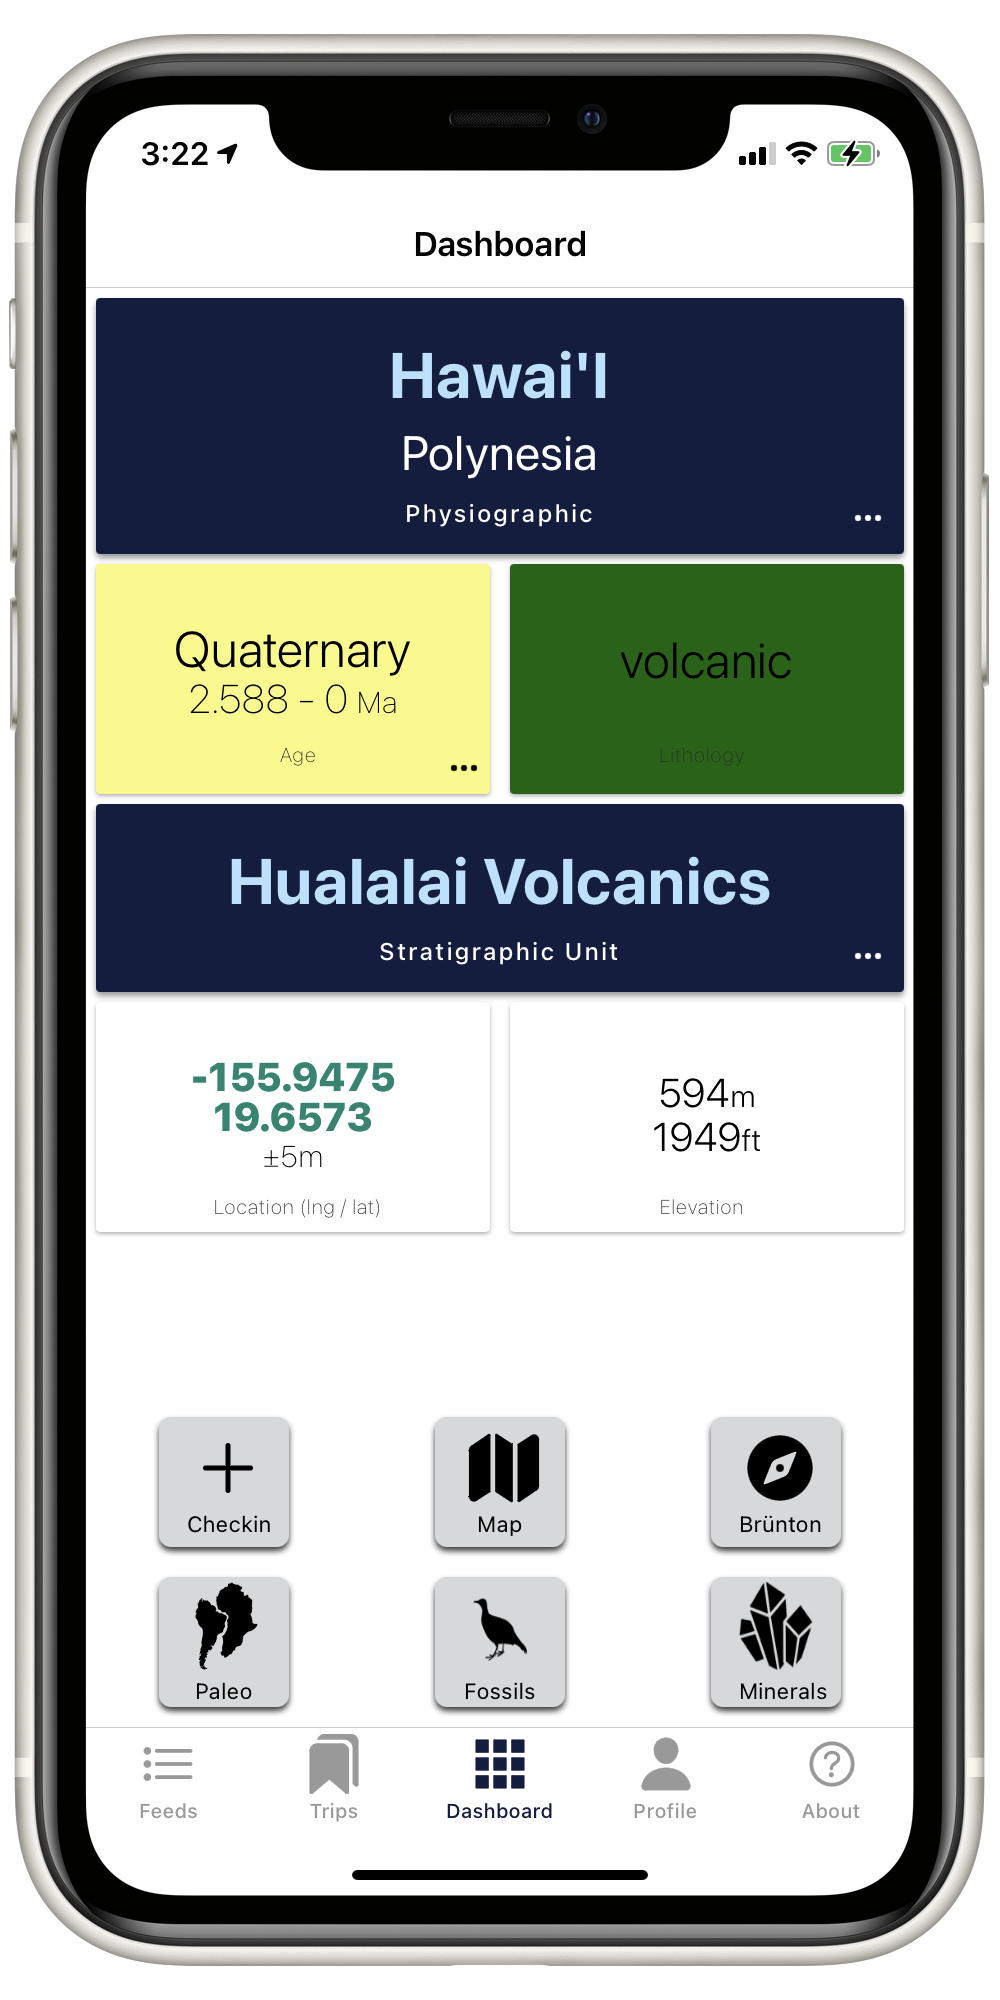 3:22
Dashboard
Hawai'I
Polynesia
Physiographic
Quaternary
2.588 - 0 Ma
Age
volcanic
Lithology
Hualalai Volcanics
Stratigraphic Unit
-155.9475
19.6573
±5m
Location (lng / lat)
594m
1949ft
Elevation
Checkin
Map
Brünton
Paleo
Fossils
Minerals
Feeds
Trips
Dashboard
Profile
About